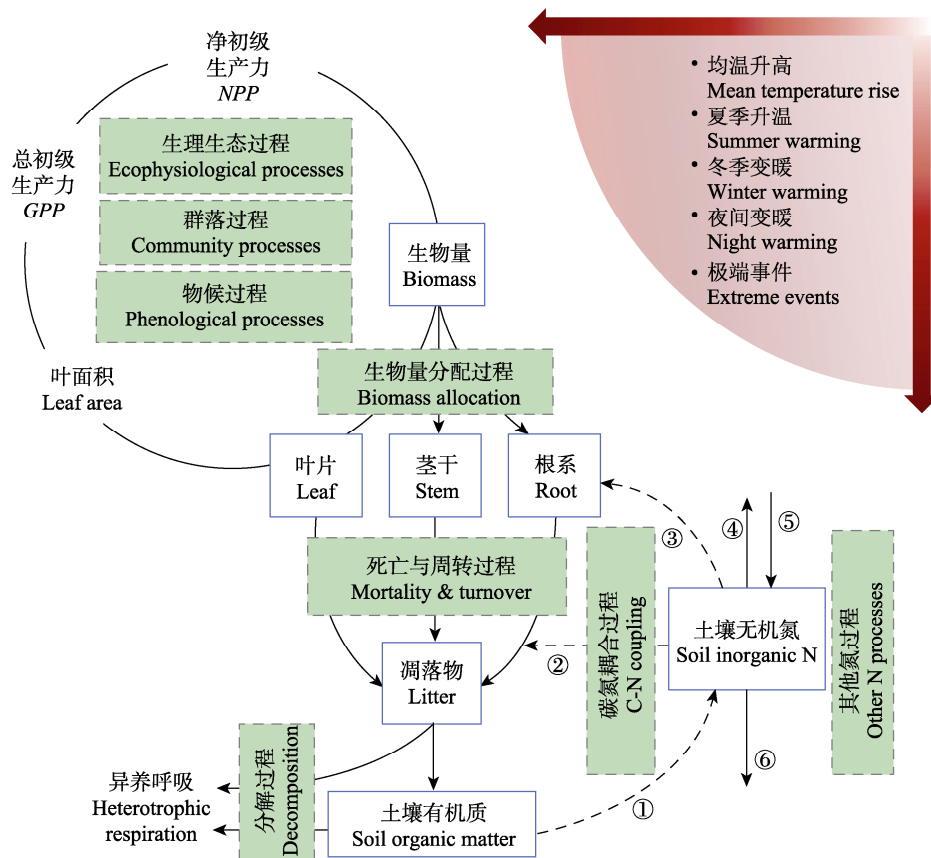 净初级
生产力
NPP
生理生态过程
Ecophysiological processes
总初级
生产力
GPP
群落过程
Community processes
物候过程
Phenological processes
叶面积
Leaf area
生物量
Biomass
• 均温升高
Mean temperature rise
• 夏季升温
Summer warming
• 冬季变暖
Winter warming
• 夜间变暖
Night warming
• 极端事件
Extreme events
生物量分配过程
Biomass allocation
叶片
Leaf
茎干
Stem
根系
Root
死亡与周转过程
Mortality & turnover
凋落物
Litter
③
④
⑤
②
碳氮耦合过程
C-N coupling
土壤无机氮
Soil inorganic N
其他氮过程
Other N processes
⑥
①
分解过程
Decomposition
异养呼吸
Heterotrophic
respiration
土壤有机质
Soil organic matter